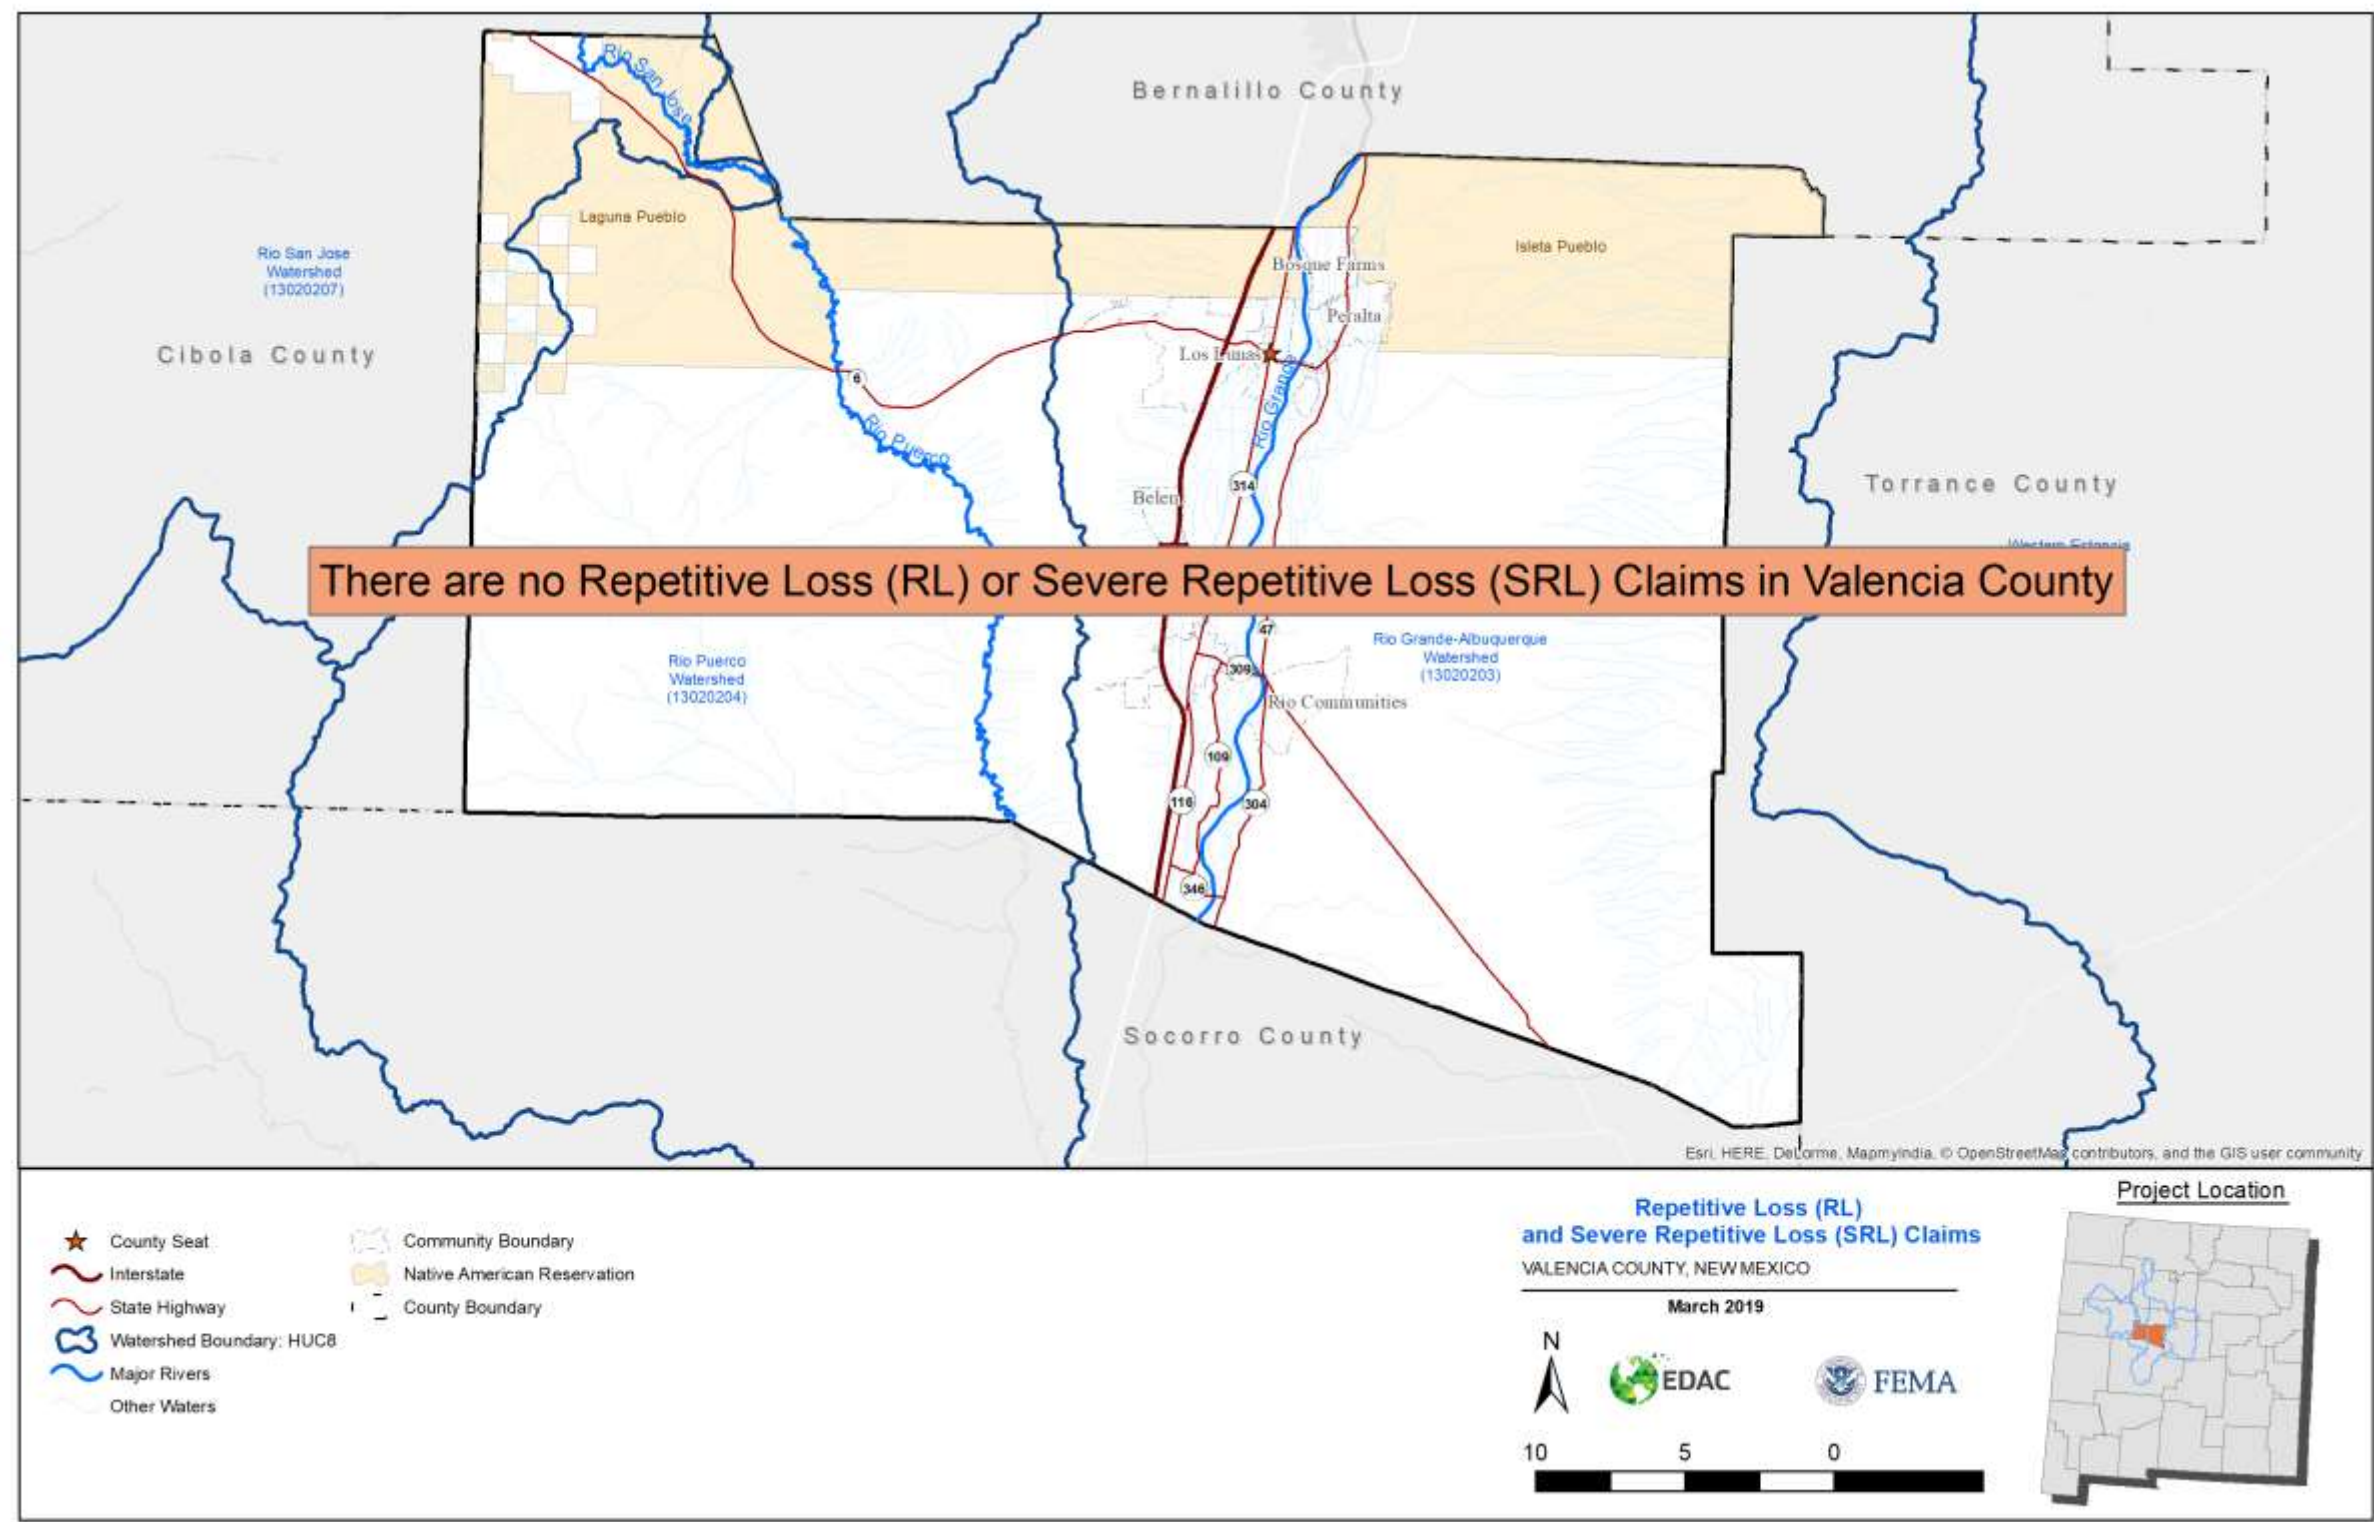 Bernalillo County
Rio San Jose
Laguna Pueblo
Isleta Pueblo
Rio San Jose
Watershed
(13020207)
Bosque Farms
Peralta
Cibola County
Los Lunas
6
Rio Grande
Rio Puerco
314
Belen
Torrance County
Western Estancia
There are no Repetitive Loss (RL) or Severe Repetitive Loss (SRL) Claims in Valencia County
47
Rio Grande-Albuquerque
Watershed
(13020203)
309
Rio Puerco
Watershed
(13020204)
Rio Communities
109
116
304
346
Socorro County
Esri, HERE, DeLorme, MapmyIndia, © OpenStreetMap contributors, and the GIS user community
County Seat
Interstate
State Highway
Watershed Boundary: HUC8
Major Rivers
Other Waters
Community Boundary
Native American Reservation
County Boundary
Repetitive Loss (RL)
and Severe Repetitive Loss (SRL) Claims
VALENCIA COUNTY, NEW MEXICO
March 2019
N
EDAC
FEMA
10 5 0
Project Location